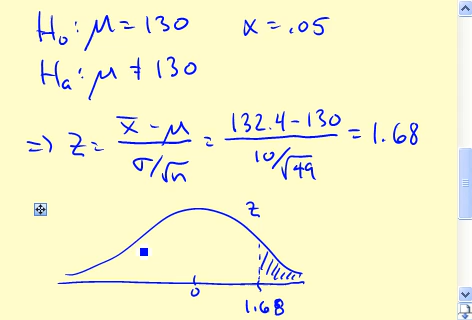 H₀: μ = 130 α = .05
Hₐ: μ ≠ 130
⇒ Z = (x̄ − μ)/(σ/√n) = (132.4 − 130)/(10/√49) = 1.68
Z
0
1.68